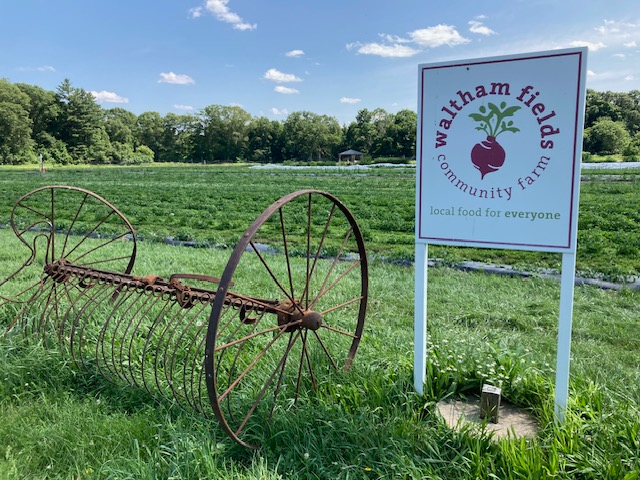 waltham fields
community farm
local food for everyone